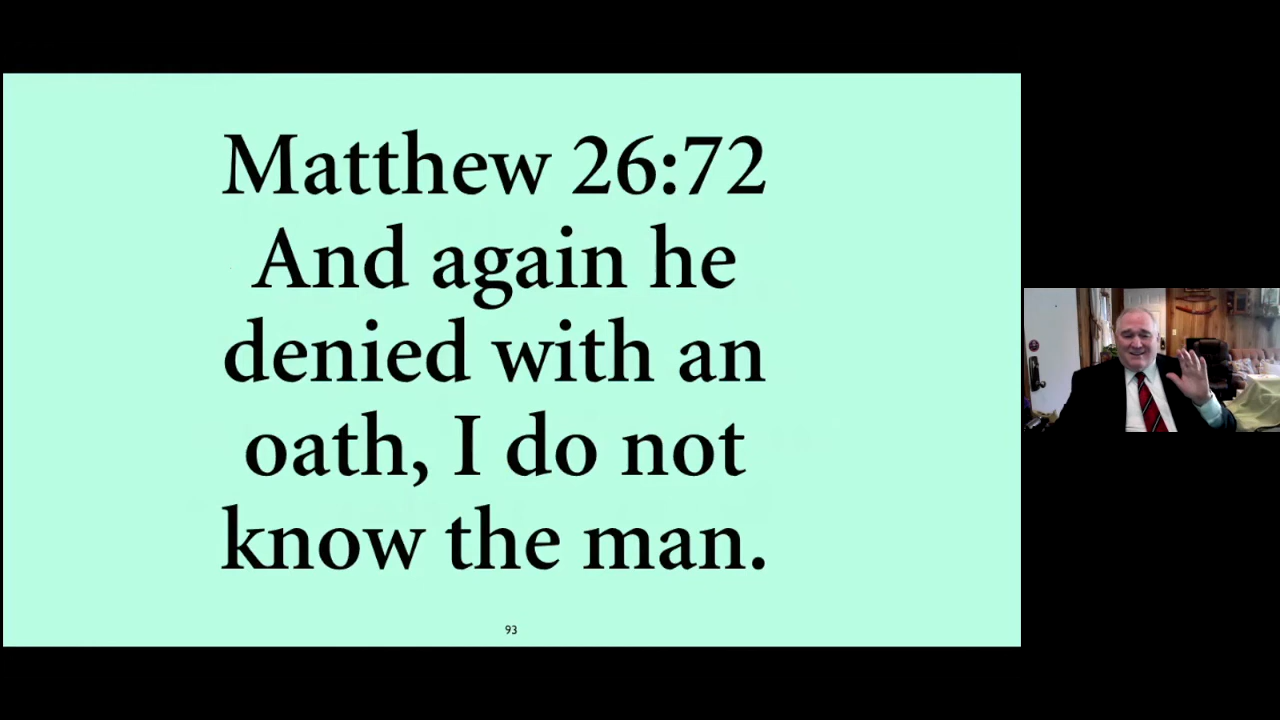 Matthew 26:72
And again he
denied with an
oath, I do not
know the man.
93